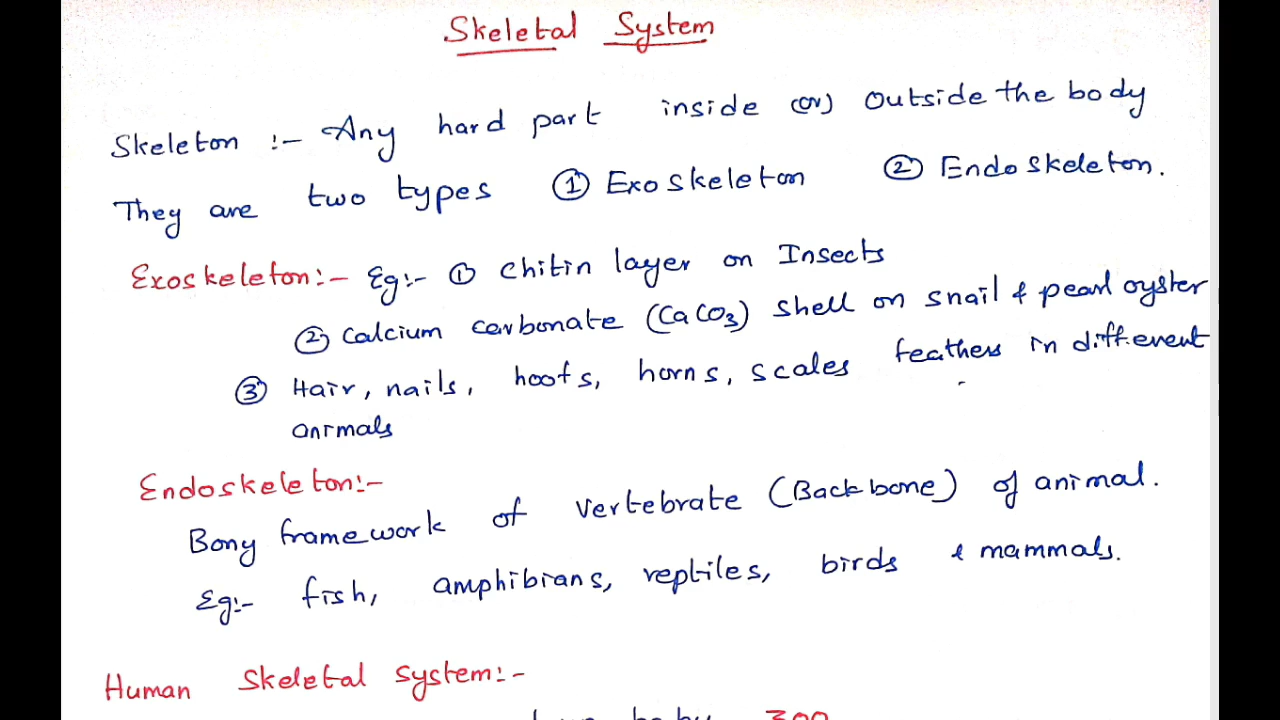 Skeletal System
Skeleton :- Any hard part inside (or) outside the body
They are two types ① Exoskeleton ② Endoskeleton.
Exoskeleton:- Eg:- ① chitin layer on Insects
② Calcium carbonate (CaCO₃) shell on snail & pearl oyster
③ Hair, nails, hoofs, horns, scales feathers in different
animals
Endoskeleton:-
Bony framework of vertebrate (Backbone) of animal.
Eg:- fish, amphibians, reptiles, birds & mammals.
Human Skeletal system:-
baby 300